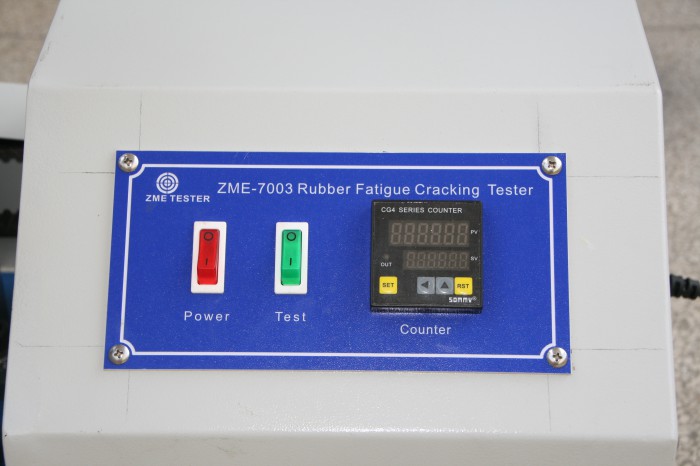 ZME-7003 Rubber Fatigue Cracking Tester
ZME TESTER
CG4 SERIES COUNTER
PV
OUT
SV
SET
RST
Power
Test
Counter